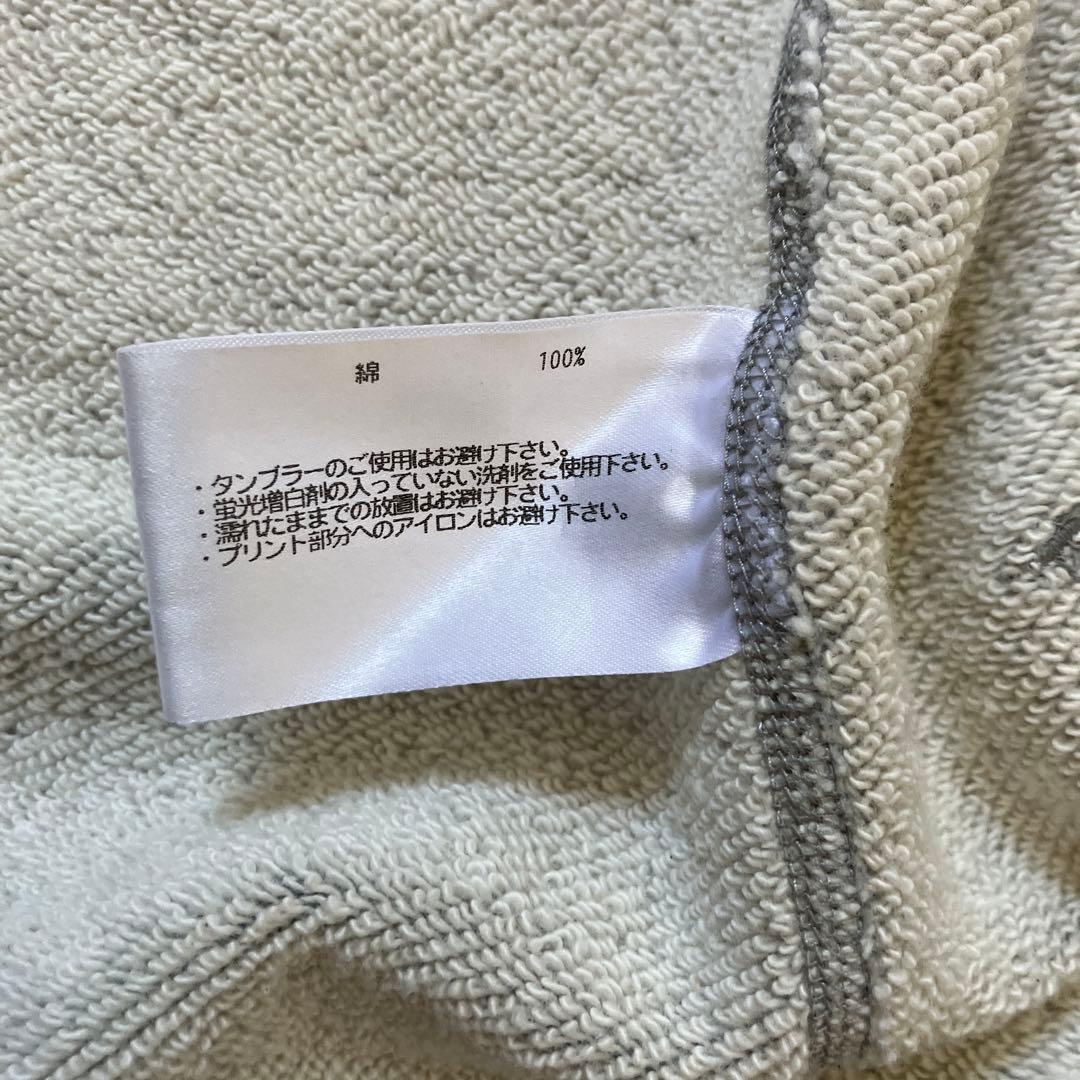 綿 100%
・タンブラーのご使用はお避け下さい。
・蛍光増白剤の入っていない洗剤をご使用下さい。
・濡れたままでの放置はお避け下さい。
・プリント部分へのアイロンはお避け下さい。